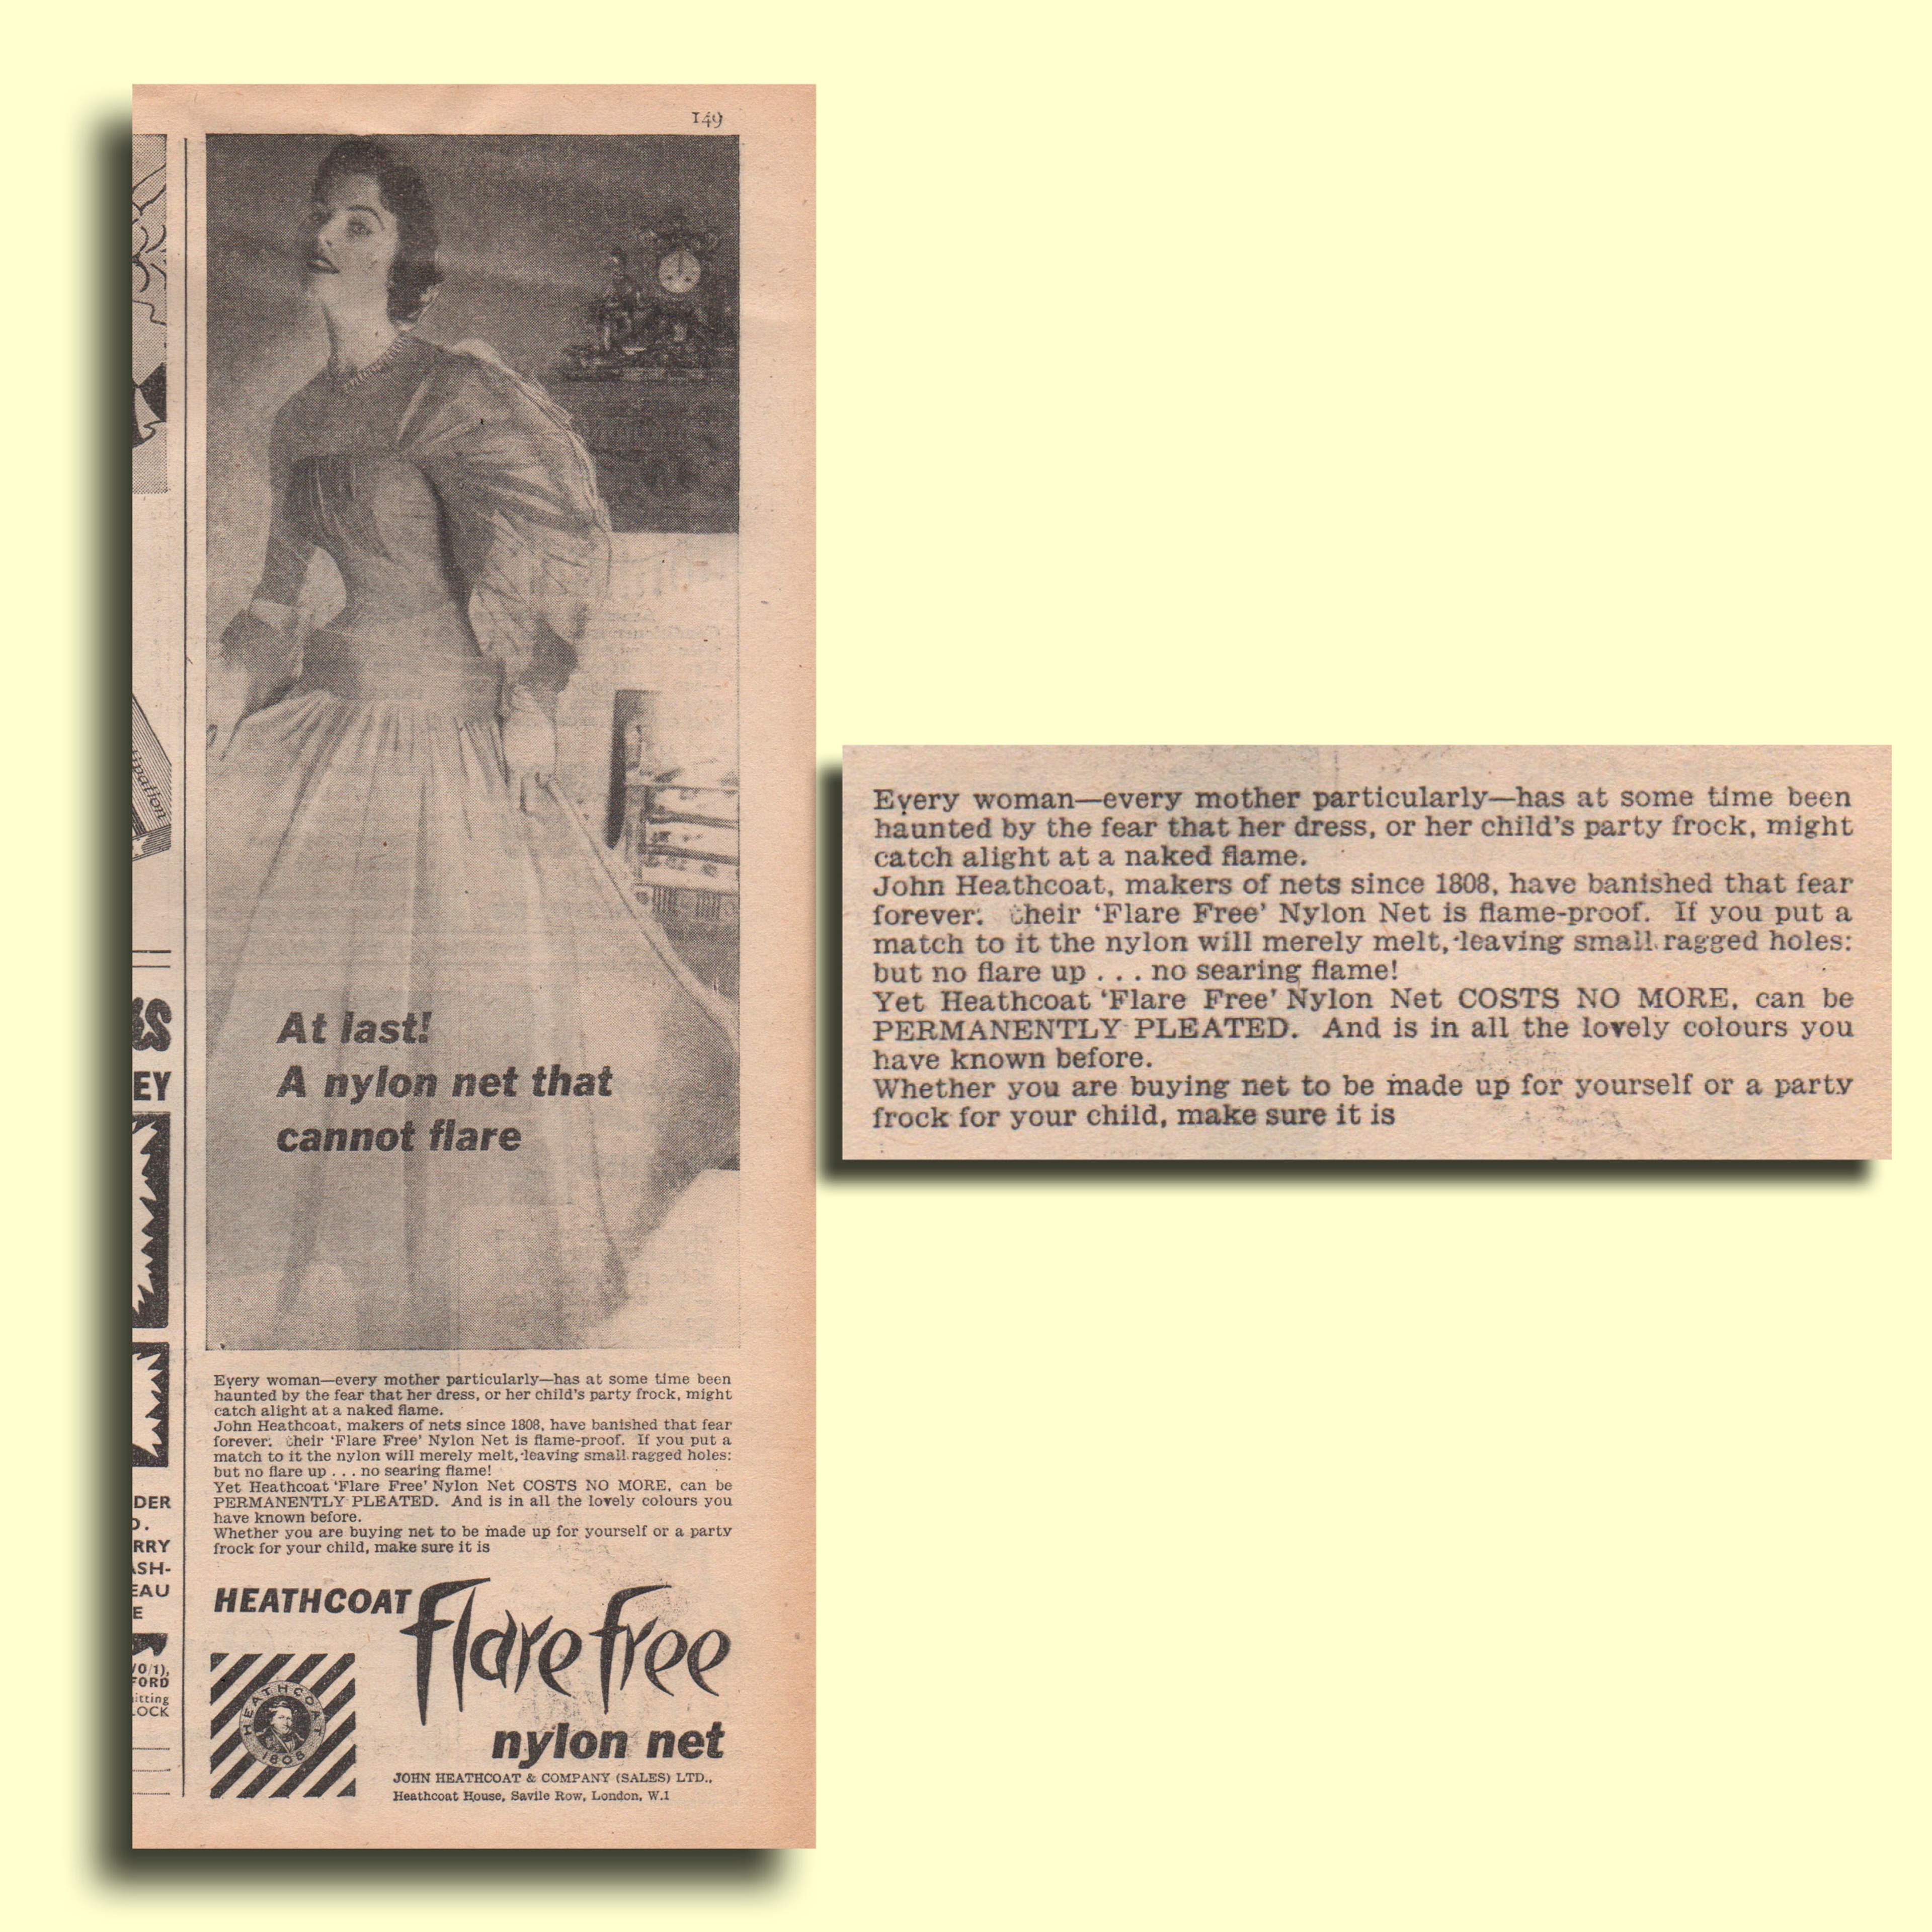 149
At last!
A nylon net that
cannot flare
Every woman—every mother particularly—has at some time been
haunted by the fear that her dress, or her child's party frock, might
catch alight at a naked flame.
John Heathcoat, makers of nets since 1808, have banished that fear
forever: their 'Flare Free' Nylon Net is flame-proof. If you put a
match to it the nylon will merely melt, leaving small ragged holes:
but no flare up . . . no searing flame!
Yet Heathcoat 'Flare Free' Nylon Net COSTS NO MORE, can be
PERMANENTLY PLEATED. And is in all the lovely colours you
have known before.
Whether you are buying net to be made up for yourself or a party
frock for your child, make sure it is
HEATHCOAT
flare free
nylon net
HEATHCOAT
1808
JOHN HEATHCOAT & COMPANY (SALES) LTD.,
Heathcoat House, Savile Row, London, W.1
EY
DER
O.
RRY
ASH-
EAU
E
/0/1),
FORD
itting
LOCK
Every woman—every mother particularly—has at some time been
haunted by the fear that her dress, or her child's party frock, might
catch alight at a naked flame.
John Heathcoat, makers of nets since 1808, have banished that fear
forever: their 'Flare Free' Nylon Net is flame-proof. If you put a
match to it the nylon will merely melt, leaving small ragged holes:
but no flare up . . . no searing flame!
Yet Heathcoat 'Flare Free' Nylon Net COSTS NO MORE, can be
PERMANENTLY PLEATED. And is in all the lovely colours you
have known before.
Whether you are buying net to be made up for yourself or a party
frock for your child, make sure it is